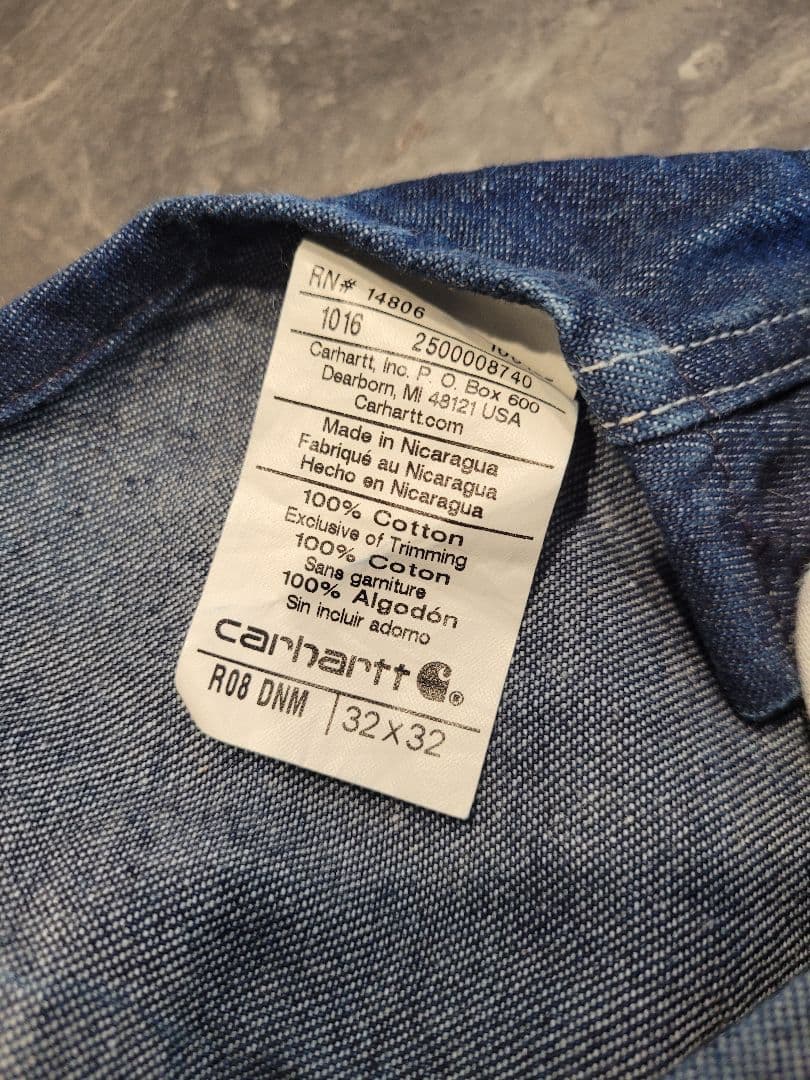 RN# 14806
1016 2500008740
Carhartt, Inc. P. O. Box 600
Dearborn, MI 48121 USA
Carhartt.com
Made in Nicaragua
Fabriqué au Nicaragua
Hecho en Nicaragua
100% Cotton
Exclusive of Trimming
100% Coton
Sans garniture
100% Algodón
Sin incluir adorno
carhartt ®
R08 DNM 32X32